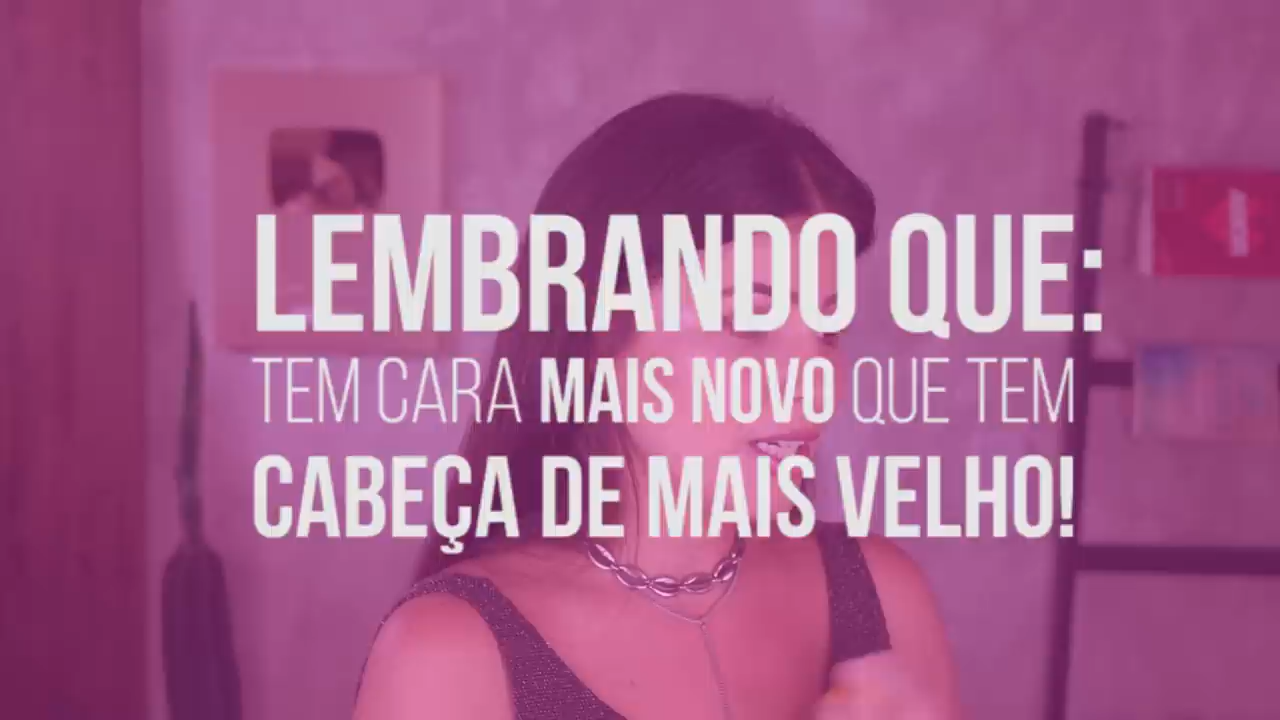 LEMBRANDO QUE:
TEM CARA MAIS NOVO QUE TEM
CABEÇA DE MAIS VELHO!